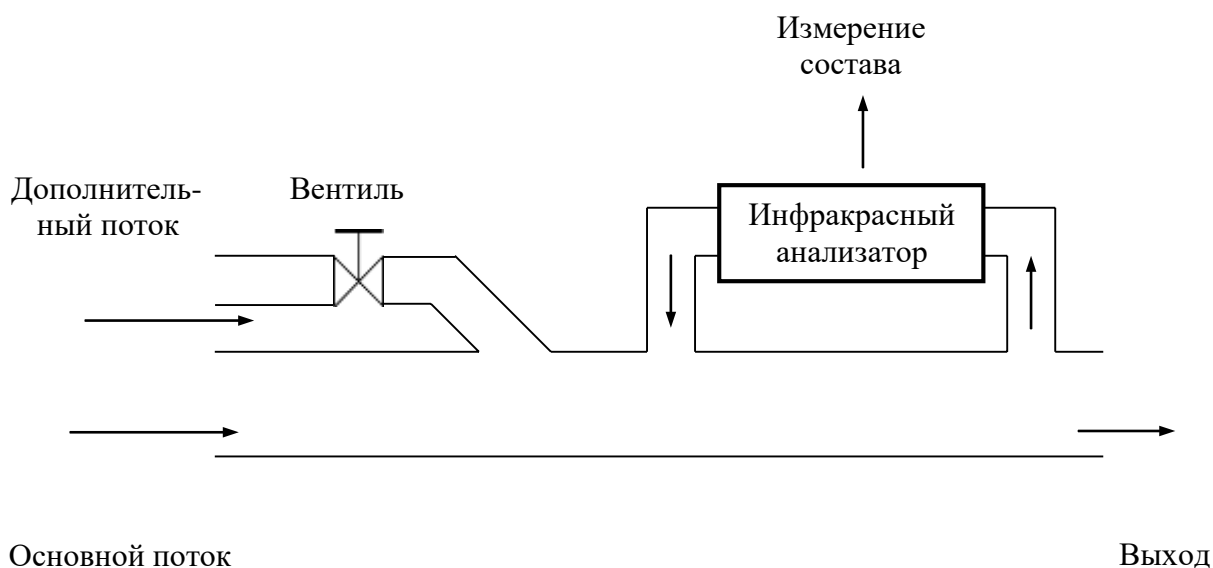 Измерение
состава
Дополнитель-
ный поток
Вентиль
Инфракрасный
анализатор
Основной поток
Выход